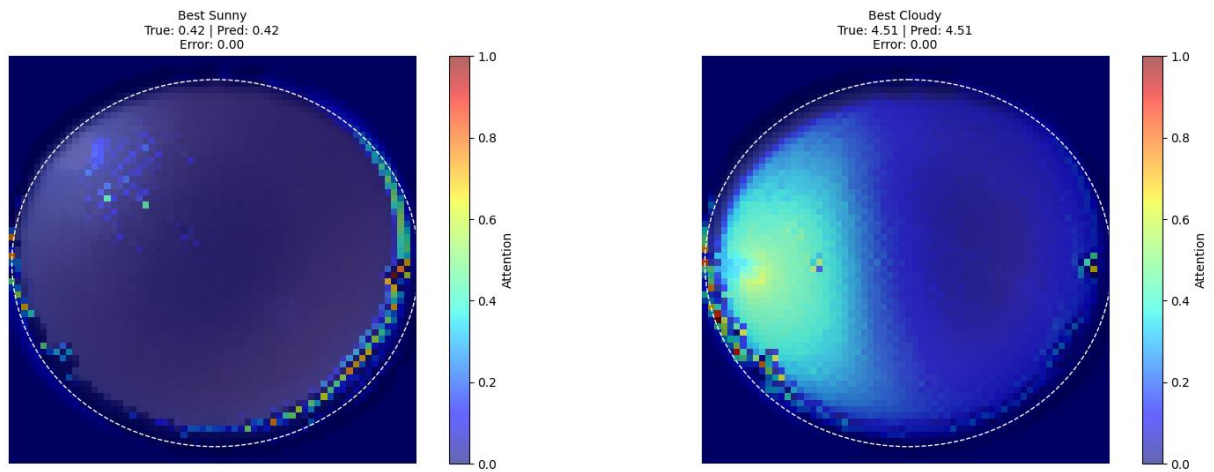 Best Sunny
True: 0.42 | Pred: 0.42
Error: 0.00
1.0
0.8
0.6
0.4
0.2
0.0
Attention
Best Cloudy
True: 4.51 | Pred: 4.51
Error: 0.00
1.0
0.8
0.6
0.4
0.2
0.0
Attention